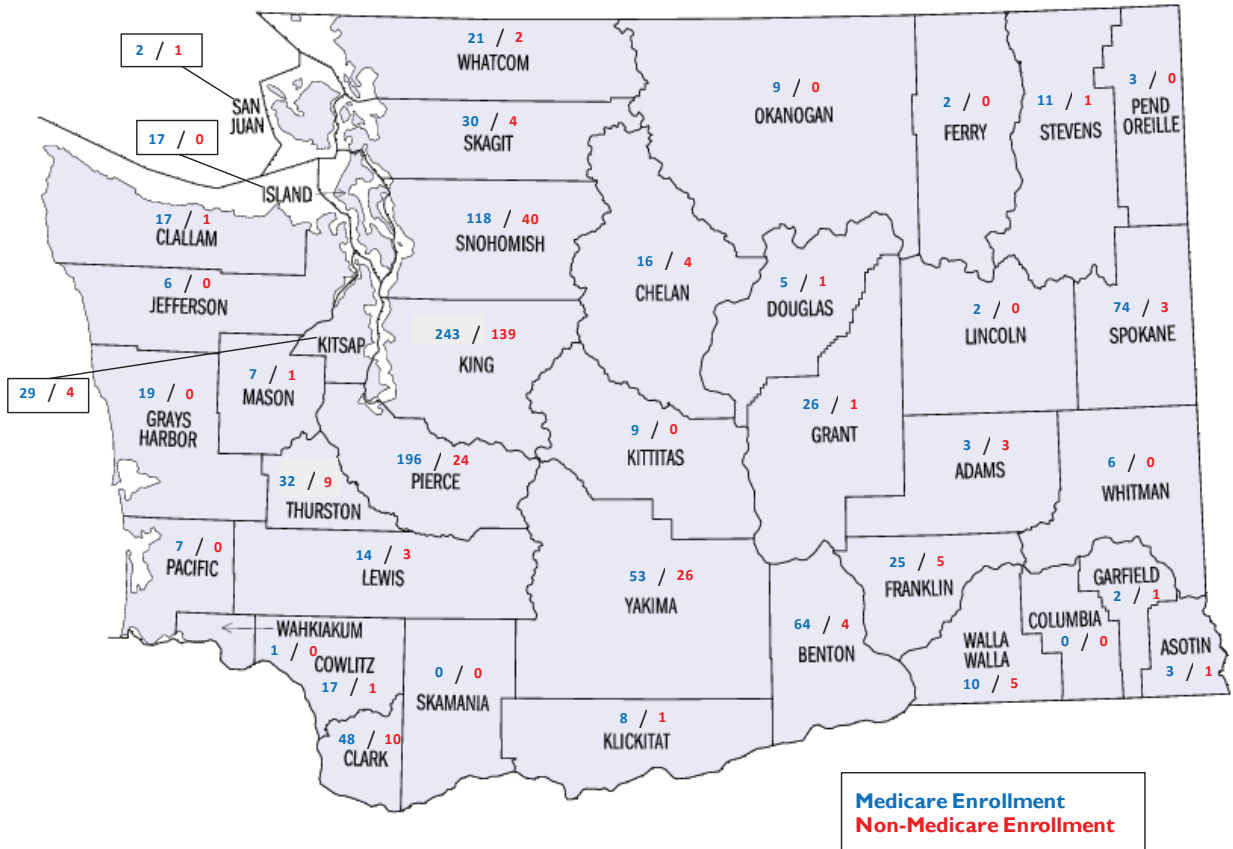 21 / 2
WHATCOM
2 / 1
SAN
JUAN
9 / 0
OKANOGAN
2 / 0
FERRY
11 / 1
STEVENS
3 / 0
PEND
OREILLE
30 / 4
SKAGIT
17 / 0
ISLAND
17 / 1
CLALLAM
118 / 40
SNOHOMISH
16 / 4
CHELAN
5 / 1
DOUGLAS
6 / 0
JEFFERSON
2 / 0
LINCOLN
74 / 3
SPOKANE
243 / 139
KING
KITSAP
29 / 4
7 / 1
MASON
19 / 0
GRAYS
HARBOR
26 / 1
GRANT
9 / 0
KITTITAS
3 / 3
ADAMS
6 / 0
WHITMAN
196 / 24
PIERCE
32 / 9
THURSTON
7 / 0
PACIFIC
14 / 3
LEWIS
53 / 26
YAKIMA
25 / 5
FRANKLIN
GARFIELD
2 / 1
COLUMBIA
0 / 0
WAHKIAKUM
1 / 0
COWLITZ
17 / 1
0 / 0
SKAMANIA
64 / 4
BENTON
WALLA
WALLA
10 / 5
ASOTIN
3 / 1
8 / 1
KLICKITAT
48 / 10
CLARK
Medicare Enrollment
Non-Medicare Enrollment